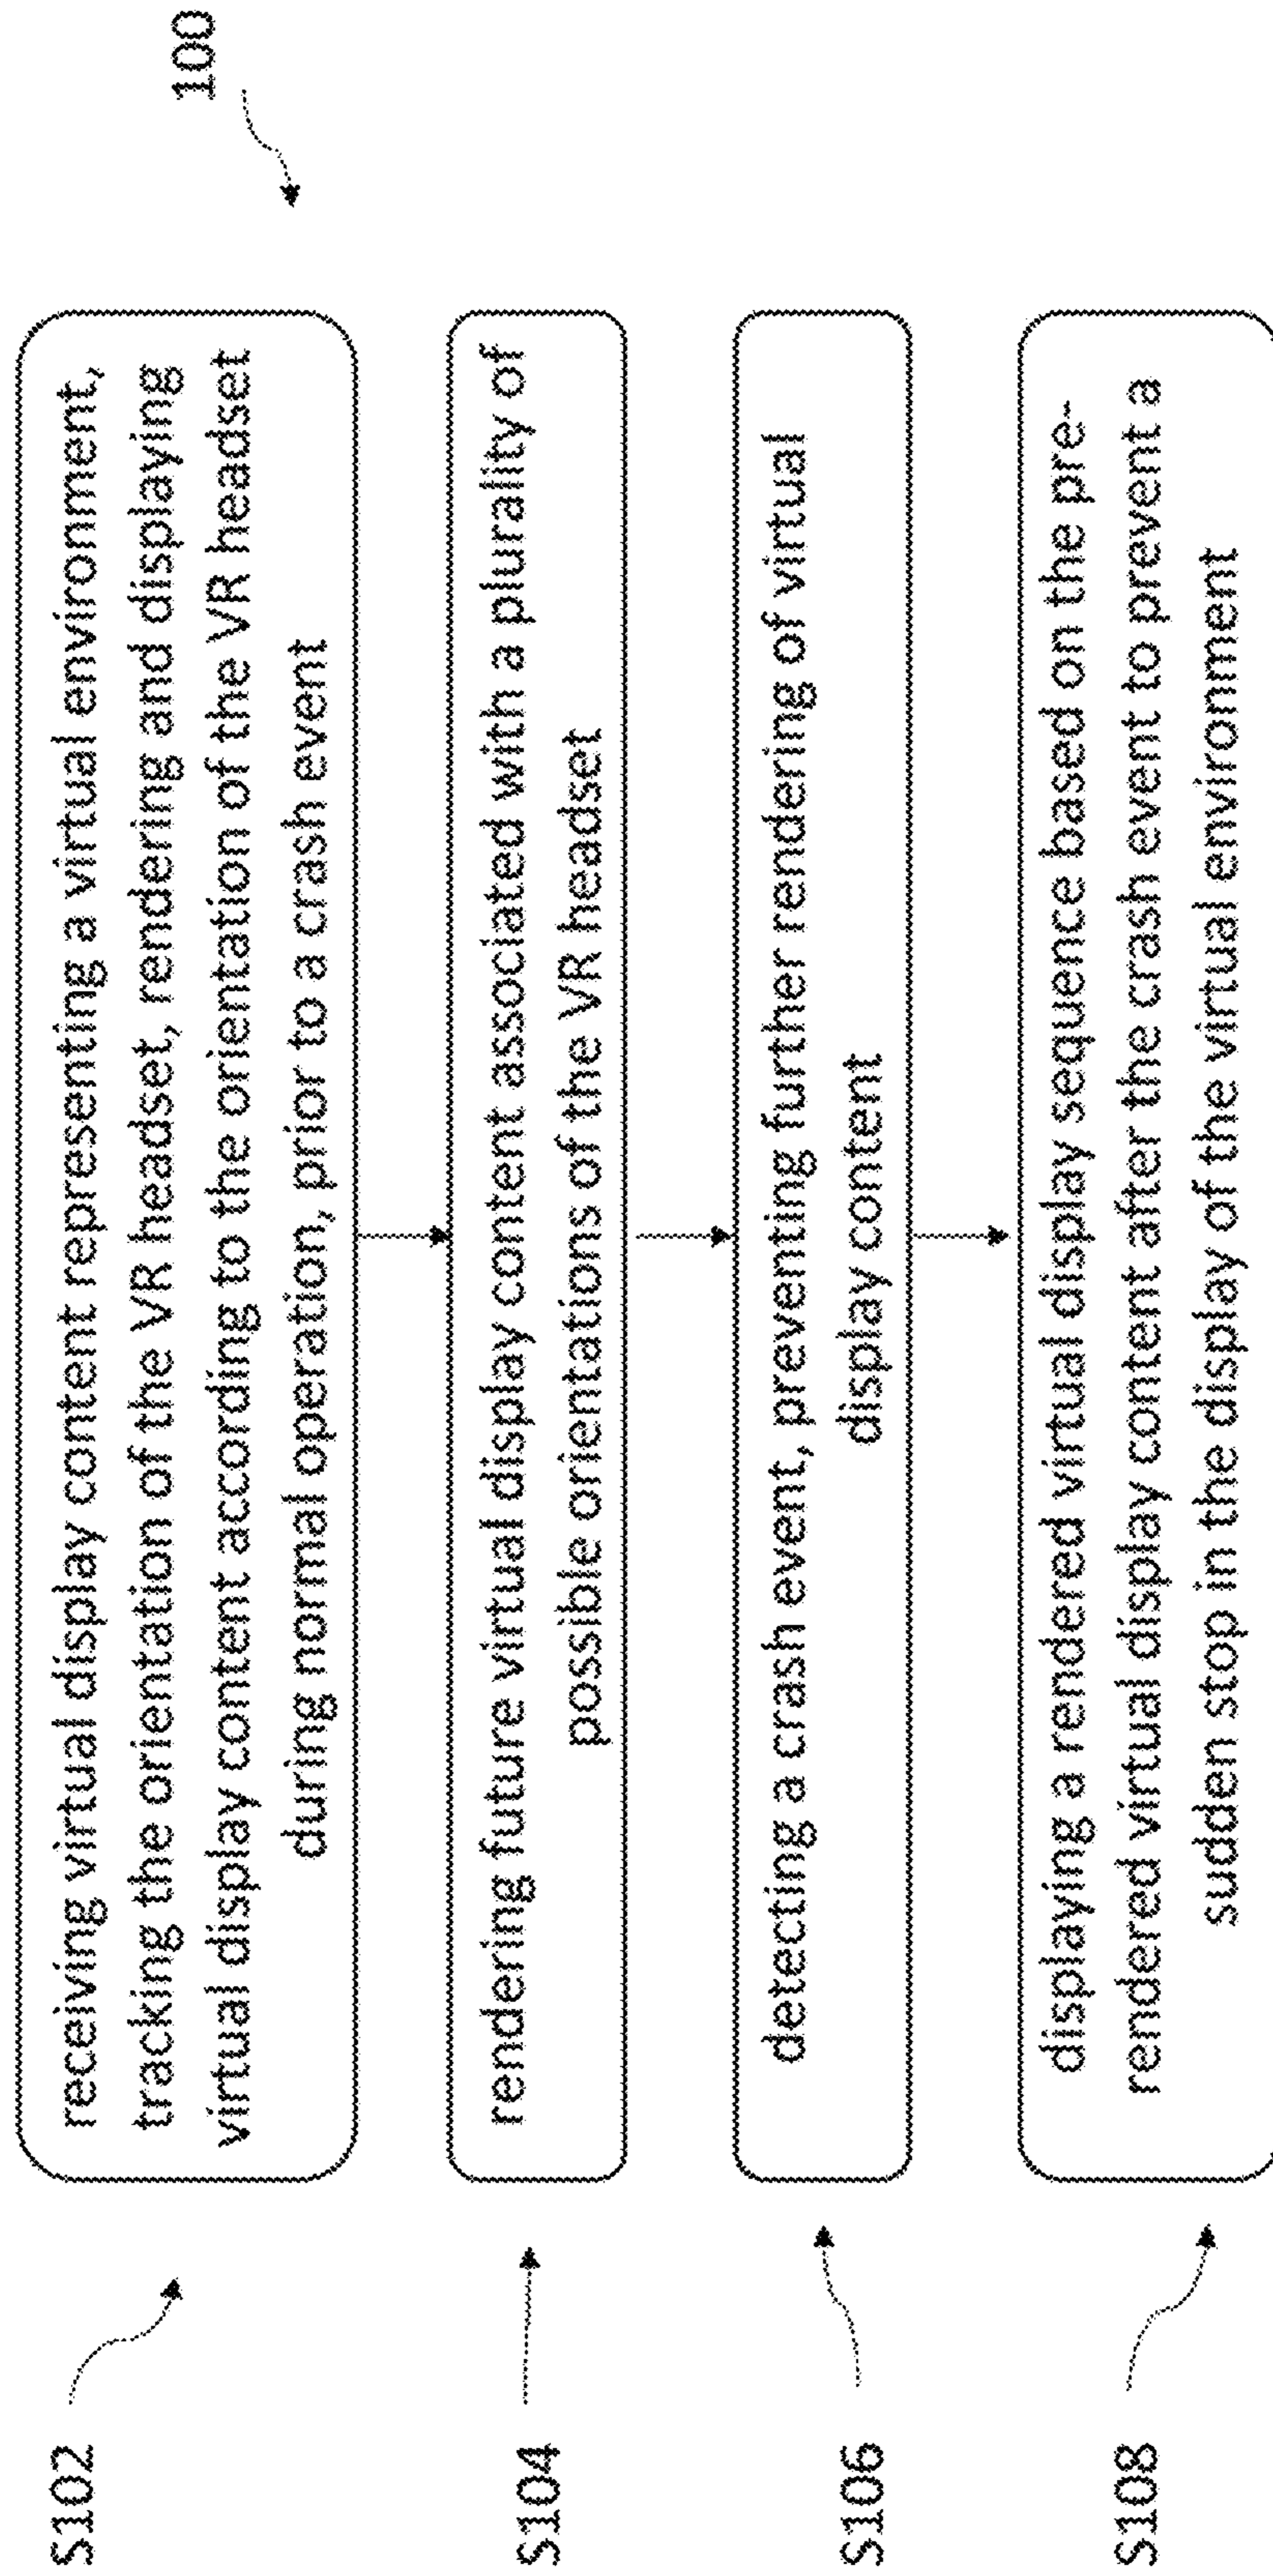 100
S102
receiving virtual display content representing a virtual environment,
tracking the orientation of the VR headset, rendering and displaying
virtual display content according to the orientation of the VR headset
during normal operation, prior to a crash event
S104
rendering future virtual display content associated with a plurality of
possible orientations of the VR headset
S106
detecting a crash event, preventing further rendering of virtual
display content
S108
displaying a rendered virtual display sequence based on the pre-
rendered virtual display content after the crash event to prevent a
sudden stop in the display of the virtual environment